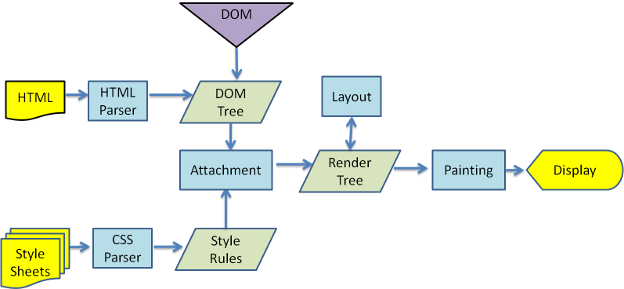 DOM
HTML
HTML
Parser
DOM
Tree
Layout
Attachment
Render
Tree
Painting
Display
Style
Sheets
CSS
Parser
Style
Rules